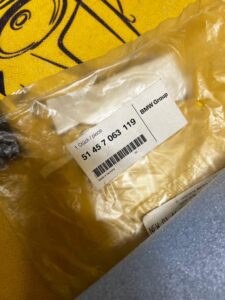 1 Stück / piece
51 45 7 063 119
BMW Group